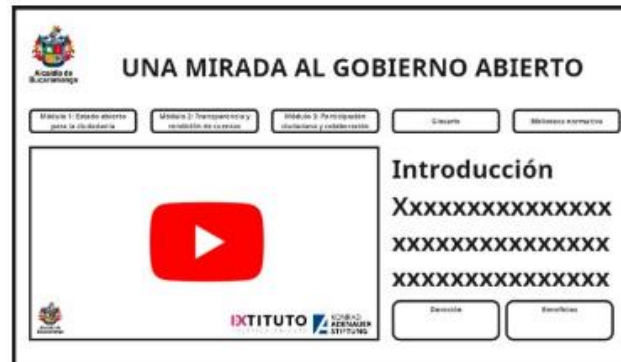 Alcaldía de
Bucaramanga
UNA MIRADA AL GOBIERNO ABIERTO
Módulo 1: Estado abierto
para la ciudadanía
Módulo 2: Transparencia y
rendición de cuentas
Módulo 3: Participación
ciudadana y colaboración
Glosario
Biblioteca normativa
Introducción
Xxxxxxxxxxxxxxx
xxxxxxxxxxxxxxx
xxxxxxxxxxxxxxx
Duración
Beneficios
IXTITUTO
KONRAD
ADENAUER
STIFTUNG